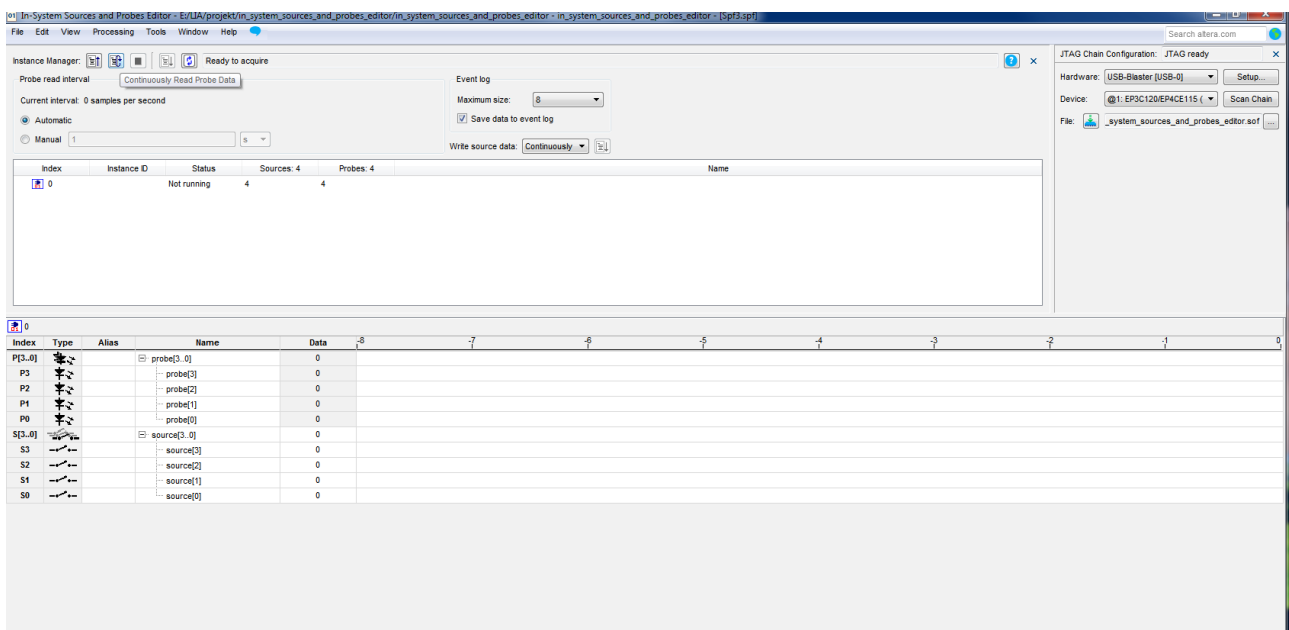 In-System Sources and Probes Editor - E:/LIA/projekt/in_system_sources_and_probes_editor/in_system_sources_and_probes_editor - in_system_sources_and_probes_editor - [Spf3.spf]
File Edit View Processing Tools Window Help
Search altera.com
Instance Manager: Ready to acquire
JTAG Chain Configuration: JTAG ready
Continuously Read Probe Data
Probe read interval
Event log
Hardware: USB-Blaster [USB-0] Setup...
Current interval: 0 samples per second
Maximum size: 8
Device: @1: EP3C120/EP4CE115 ( Scan Chain
Automatic
Save data to event log
File: _system_sources_and_probes_editor.sof ...
Manual 1 s
Write source data: Continuously
Index Instance ID Status Sources: 4 Probes: 4 Name
0 Not running 4 4
0
Index Type Alias Name Data -8 -7 -6 -5 -4 -3 -2 -1 0
P[3..0] probe[3..0] 0
P3 probe[3] 0
P2 probe[2] 0
P1 probe[1] 0
P0 probe[0] 0
S[3..0] source[3..0] 0
S3 source[3] 0
S2 source[2] 0
S1 source[1] 0
S0 source[0] 0